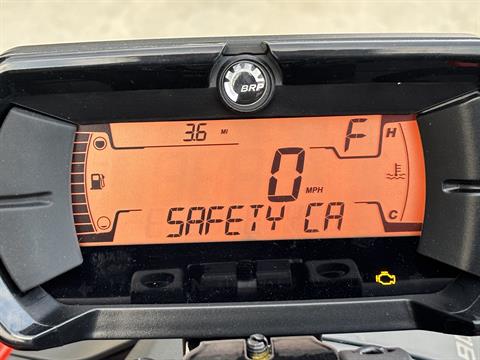 BRP
3.6 MI
F H
0 MPH
C
SAFETY CA